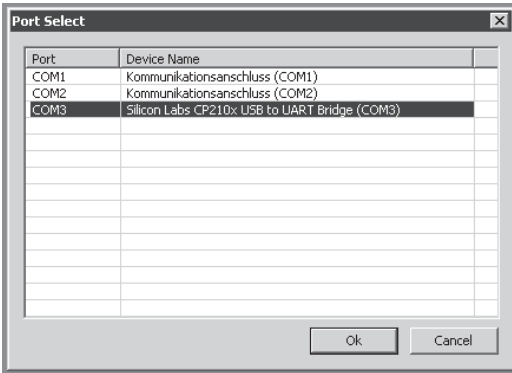 Port Select
Port Device Name
COM1 Kommunikationsanschluss (COM1)
COM2 Kommunikationsanschluss (COM2)
COM3 Silicon Labs CP210x USB to UART Bridge (COM3)
Ok Cancel